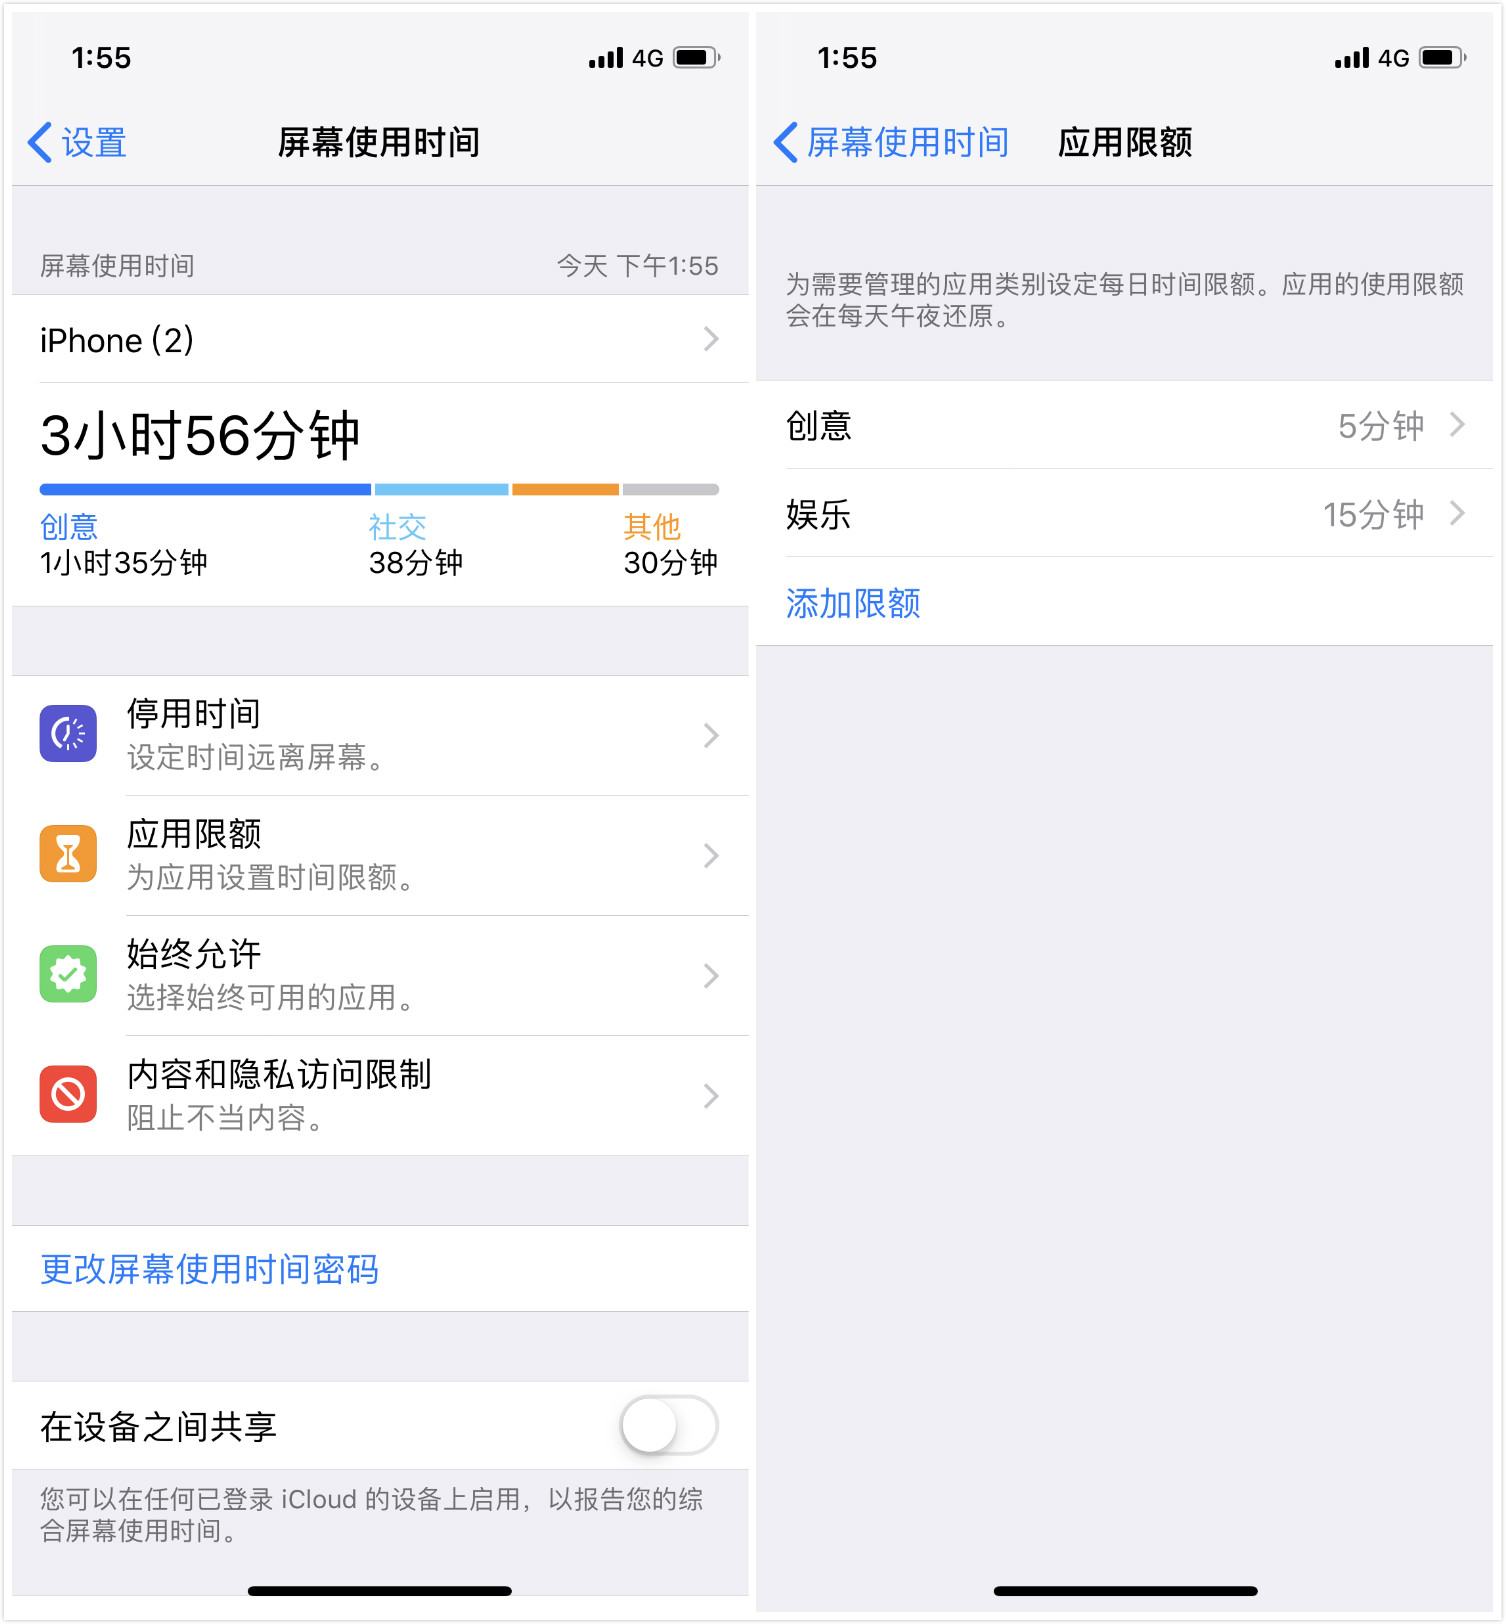 1:55
4G
设置
屏幕使用时间
屏幕使用时间
今天 下午1:55
iPhone (2)
3小时56分钟
创意
社交
其他
1小时35分钟
38分钟
30分钟
停用时间
设定时间远离屏幕。
应用限额
为应用设置时间限额。
始终允许
选择始终可用的应用。
内容和隐私访问限制
阻止不当内容。
更改屏幕使用时间密码
在设备之间共享
您可以在任何已登录 iCloud 的设备上启用，以报告您的综
合屏幕使用时间。
1:55
4G
屏幕使用时间
应用限额
为需要管理的应用类别设定每日时间限额。应用的使用限额
会在每天午夜还原。
创意
5分钟
娱乐
15分钟
添加限额